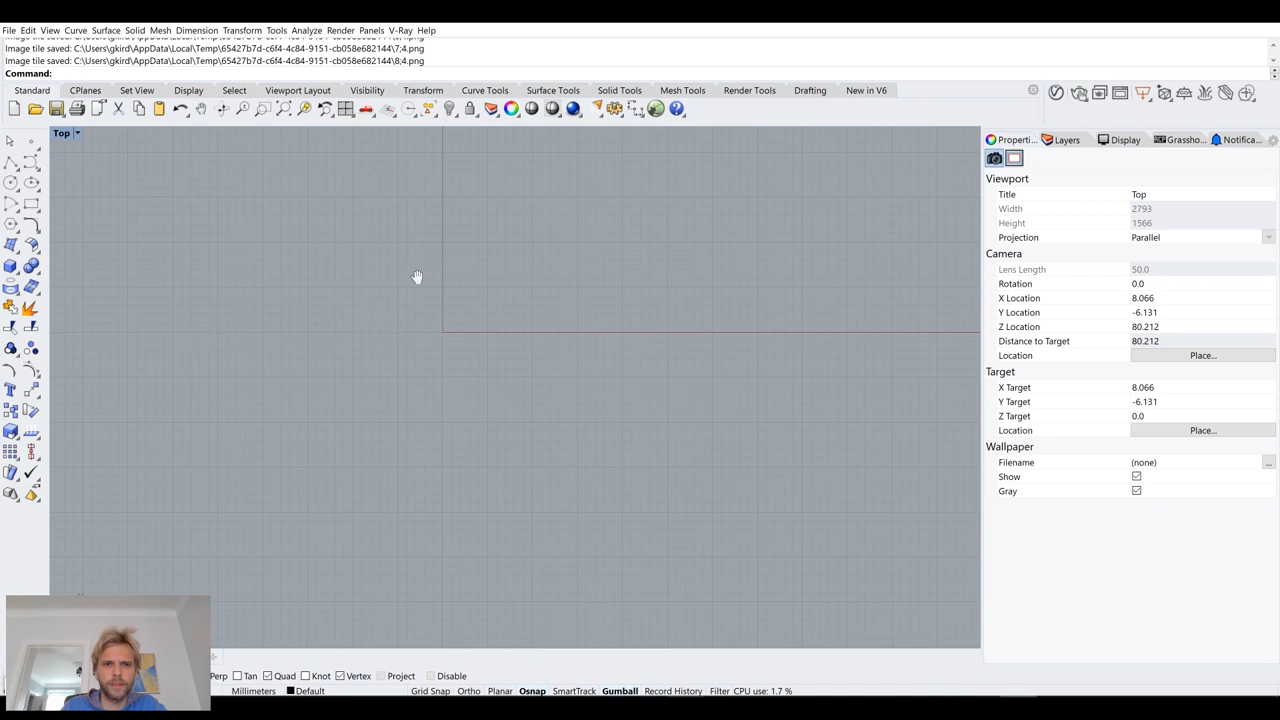 File Edit View Curve Surface Solid Mesh Dimension Transform Tools Analyze Render Panels V-Ray Help
Image tile saved: C:\Users\gkird\AppData\Local\Temp\65427b7d-c6f4-4c84-9151-cb058e682144\7;4.png
Image tile saved: C:\Users\gkird\AppData\Local\Temp\65427b7d-c6f4-4c84-9151-cb058e682144\8;4.png
Command:
Standard CPlanes Set View Display Select Viewport Layout Visibility Transform Curve Tools Surface Tools Solid Tools Mesh Tools Render Tools Drafting New in V6
Top
Properti... Layers Display Grassho... Notifica...
Viewport
Title Top
Width 2793
Height 1566
Projection Parallel
Camera
Lens Length 50.0
Rotation 0.0
X Location 8.066
Y Location -6.131
Z Location 80.212
Distance to Target 80.212
Location Place...
Target
X Target 8.066
Y Target -6.131
Z Target 0.0
Location Place...
Wallpaper
Filename (none) ...
Show
Gray
Perp Tan Quad Knot Vertex Project Disable
Millimeters Default Grid Snap Ortho Planar Osnap SmartTrack Gumball Record History Filter CPU use: 1.7 %